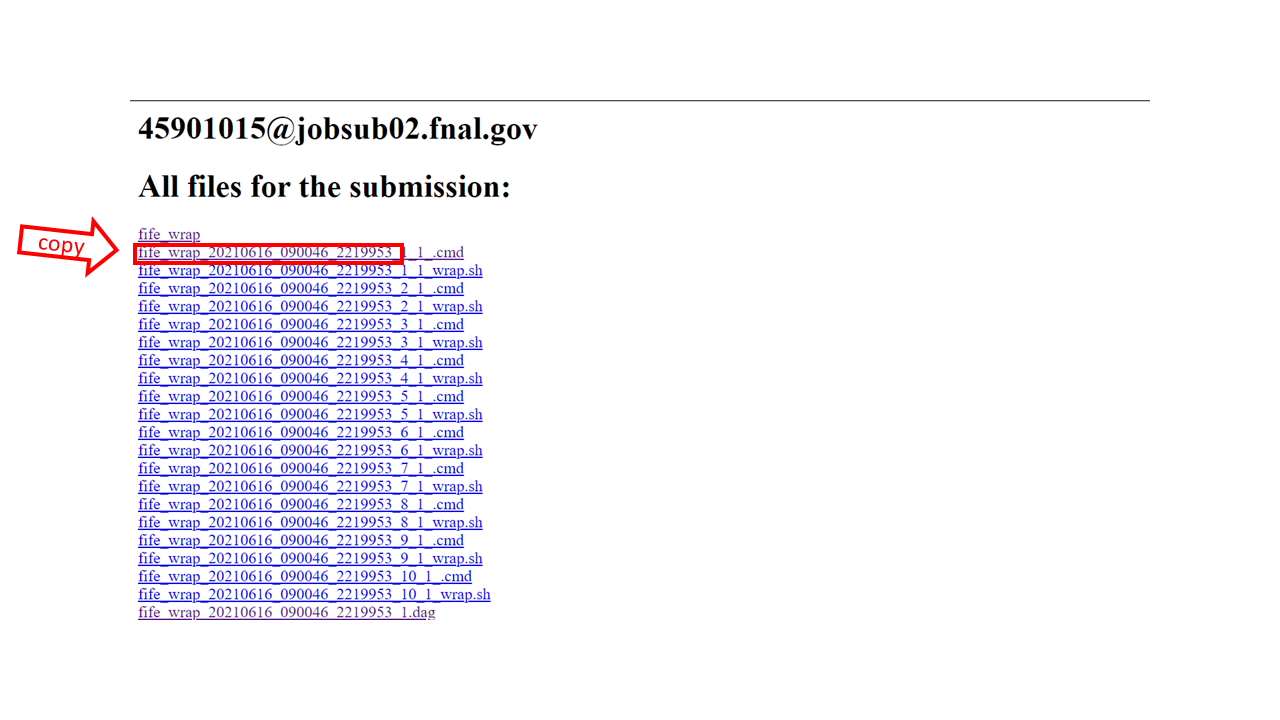 45901015@jobsub02.fnal.gov
All files for the submission:
copy
fife_wrap
fife_wrap_20210616_090046_2219953_1_1_.cmd
fife_wrap_20210616_090046_2219953_1_1_wrap.sh
fife_wrap_20210616_090046_2219953_2_1_.cmd
fife_wrap_20210616_090046_2219953_2_1_wrap.sh
fife_wrap_20210616_090046_2219953_3_1_.cmd
fife_wrap_20210616_090046_2219953_3_1_wrap.sh
fife_wrap_20210616_090046_2219953_4_1_.cmd
fife_wrap_20210616_090046_2219953_4_1_wrap.sh
fife_wrap_20210616_090046_2219953_5_1_.cmd
fife_wrap_20210616_090046_2219953_5_1_wrap.sh
fife_wrap_20210616_090046_2219953_6_1_.cmd
fife_wrap_20210616_090046_2219953_6_1_wrap.sh
fife_wrap_20210616_090046_2219953_7_1_.cmd
fife_wrap_20210616_090046_2219953_7_1_wrap.sh
fife_wrap_20210616_090046_2219953_8_1_.cmd
fife_wrap_20210616_090046_2219953_8_1_wrap.sh
fife_wrap_20210616_090046_2219953_9_1_.cmd
fife_wrap_20210616_090046_2219953_9_1_wrap.sh
fife_wrap_20210616_090046_2219953_10_1_.cmd
fife_wrap_20210616_090046_2219953_10_1_wrap.sh
fife_wrap_20210616_090046_2219953_1.dag